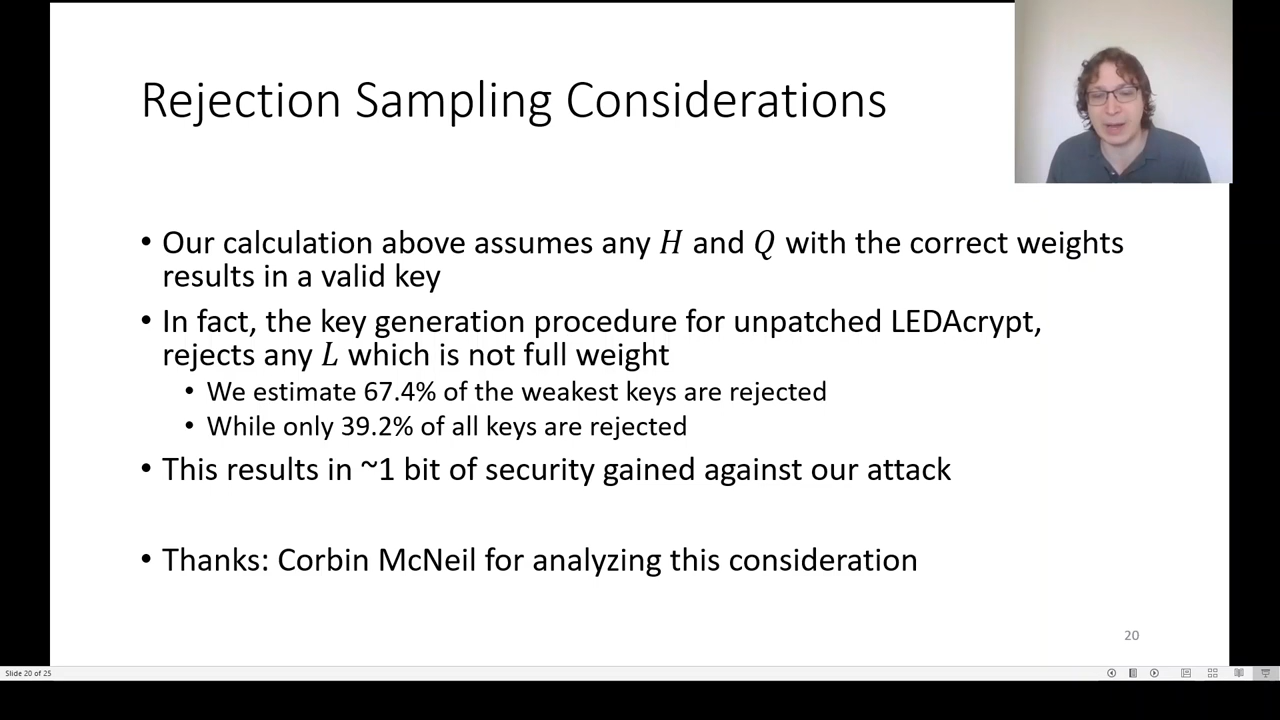 Rejection Sampling Considerations
• Our calculation above assumes any H and Q with the correct weights
results in a valid key
• In fact, the key generation procedure for unpatched LEDAcrypt,
rejects any L which is not full weight
• We estimate 67.4% of the weakest keys are rejected
• While only 39.2% of all keys are rejected
• This results in ~1 bit of security gained against our attack
• Thanks: Corbin McNeil for analyzing this consideration
20
Slide 20 of 25